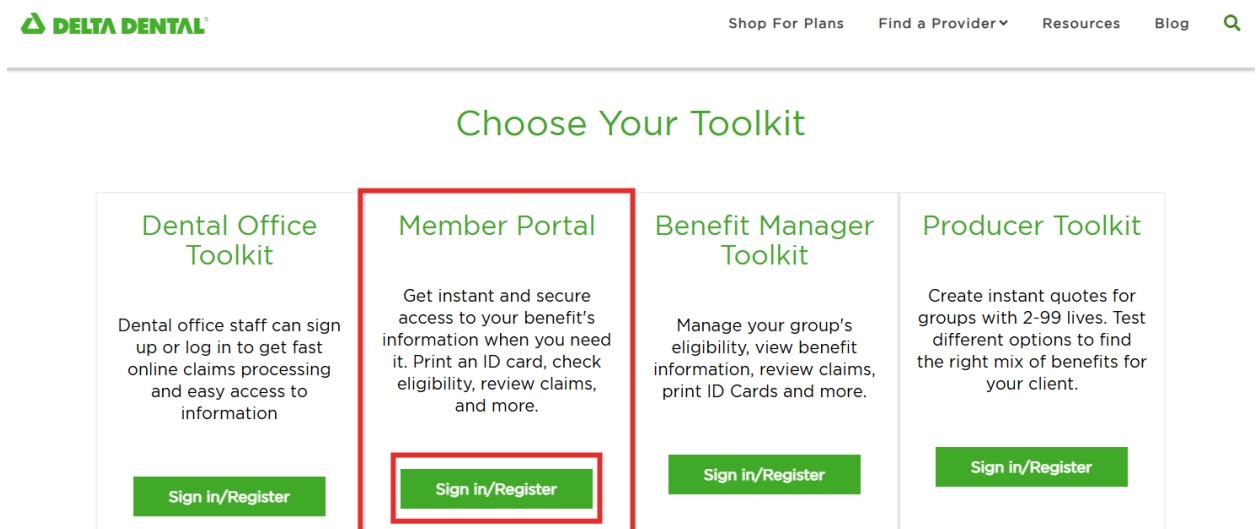 DELTA DENTAL®
Shop For Plans
Find a Provider
Resources
Blog
Choose Your Toolkit
Dental Office
Toolkit
Dental office staff can sign
up or log in to get fast
online claims processing
and easy access to
information
Sign in/Register
Member Portal
Get instant and secure
access to your benefit's
information when you need
it. Print an ID card, check
eligibility, review claims,
and more.
Sign in/Register
Benefit Manager
Toolkit
Manage your group's
eligibility, view benefit
information, review claims,
print ID Cards and more.
Sign in/Register
Producer Toolkit
Create instant quotes for
groups with 2-99 lives. Test
different options to find
the right mix of benefits for
your client.
Sign in/Register